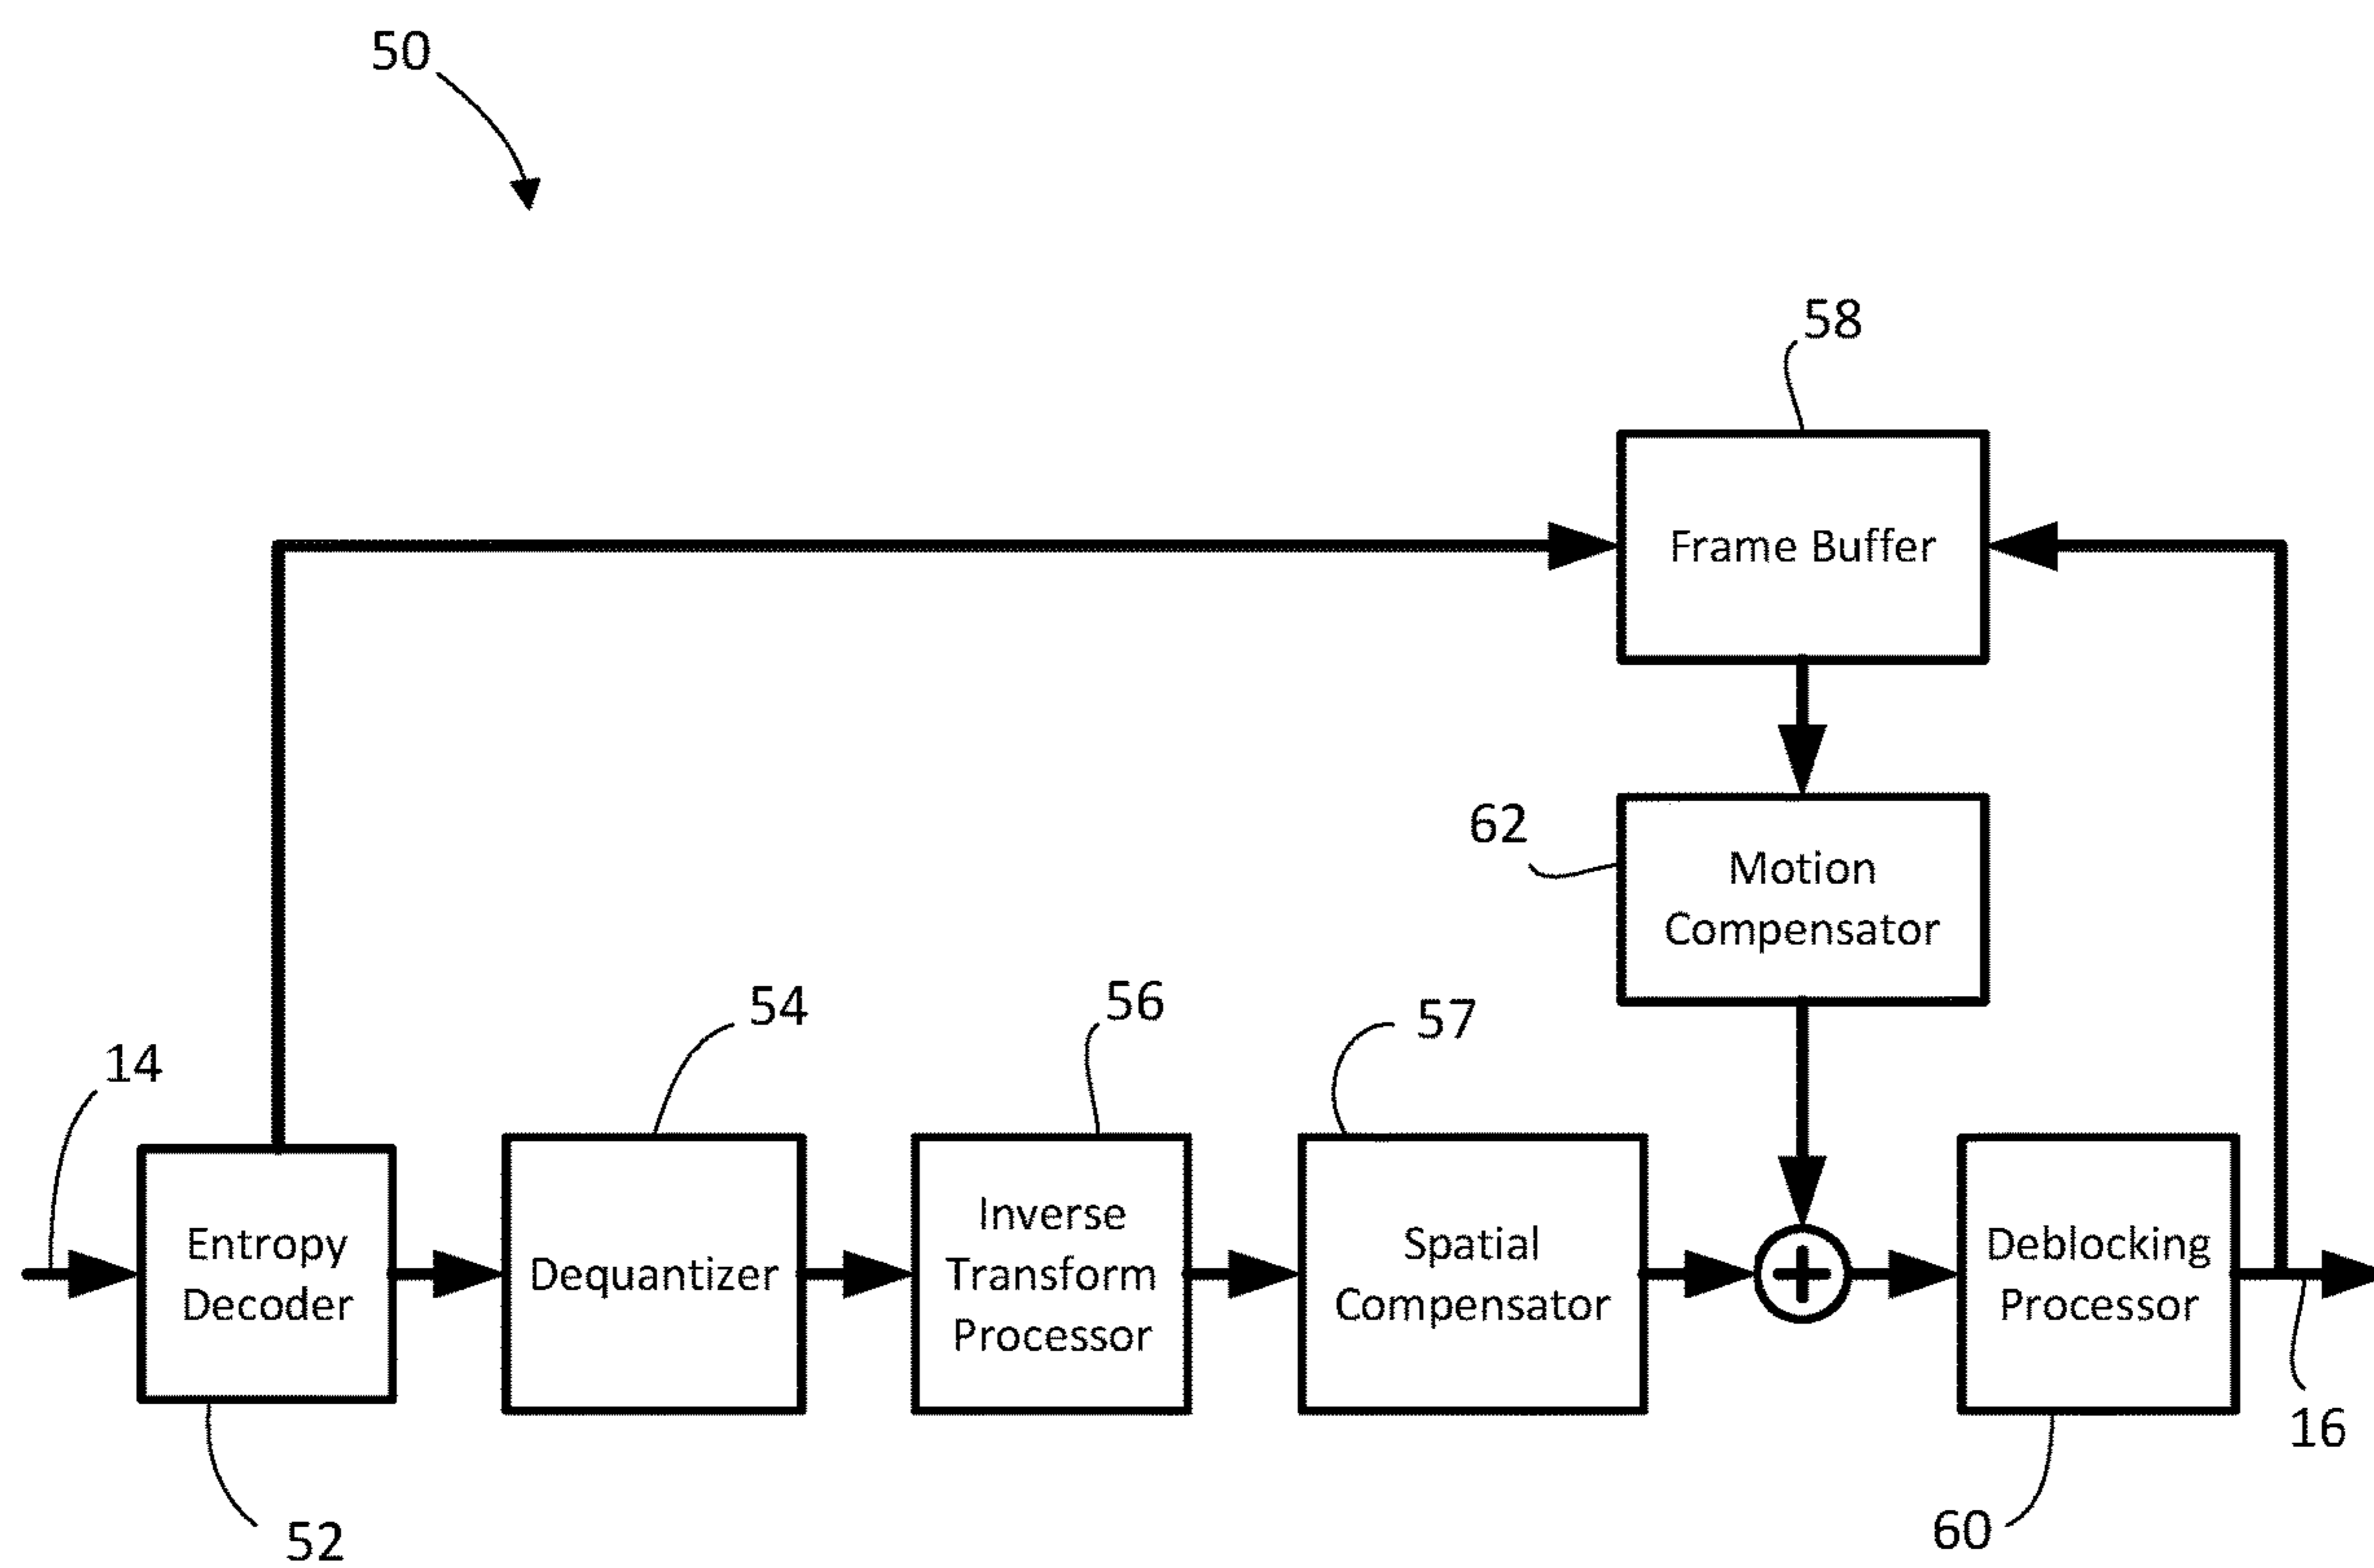 50
58
Frame Buffer
62
Motion
Compensator
54
56
57
14
Entropy
Decoder
Dequantizer
Inverse
Transform
Processor
Spatial
Compensator
Deblocking
Processor
16
52
60